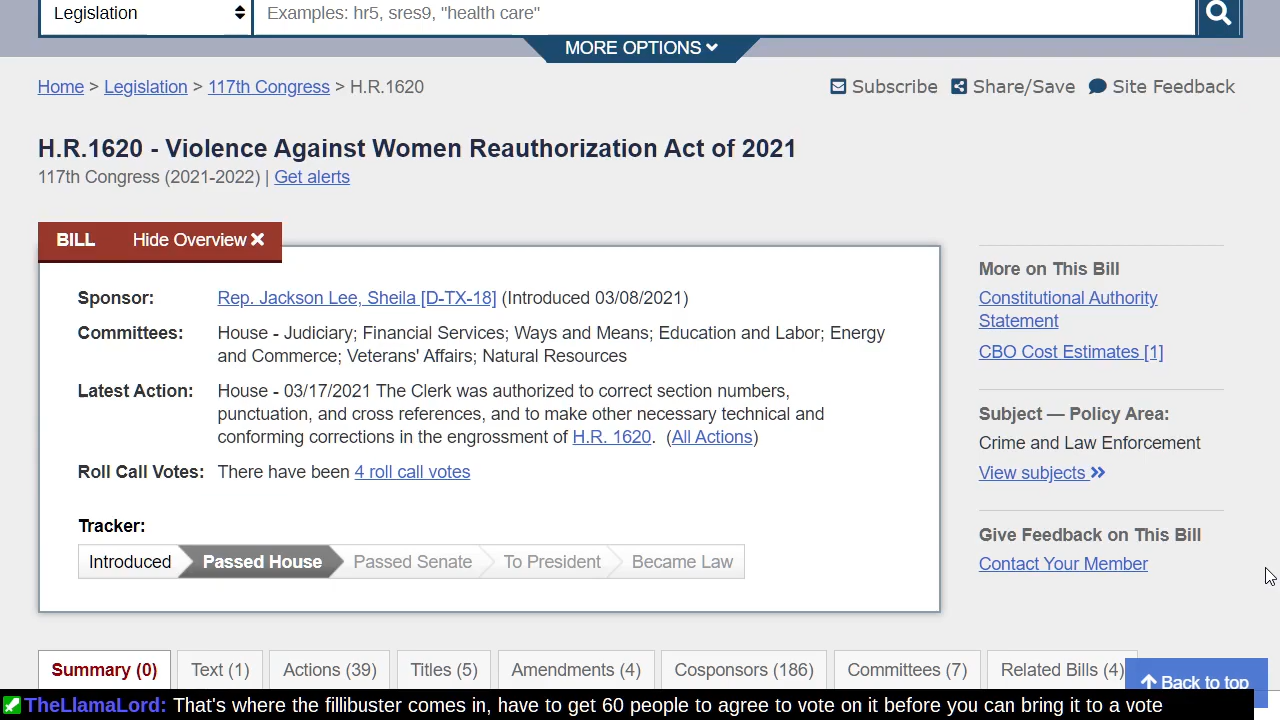 Legislation
Examples: hr5, sres9, "health care"
MORE OPTIONS
Home > Legislation > 117th Congress > H.R.1620
Subscribe Share/Save Site Feedback
H.R.1620 - Violence Against Women Reauthorization Act of 2021
117th Congress (2021-2022) | Get alerts
BILL Hide Overview
Sponsor: Rep. Jackson Lee, Sheila [D-TX-18] (Introduced 03/08/2021)
Committees: House - Judiciary; Financial Services; Ways and Means; Education and Labor; Energy
and Commerce; Veterans' Affairs; Natural Resources
Latest Action: House - 03/17/2021 The Clerk was authorized to correct section numbers,
punctuation, and cross references, and to make other necessary technical and
conforming corrections in the engrossment of H.R. 1620. (All Actions)
Roll Call Votes: There have been 4 roll call votes
Tracker:
Introduced Passed House Passed Senate To President Became Law
More on This Bill
Constitutional Authority
Statement
CBO Cost Estimates [1]
Subject — Policy Area:
Crime and Law Enforcement
View subjects
Give Feedback on This Bill
Contact Your Member
Summary (0) Text (1) Actions (39) Titles (5) Amendments (4) Cosponsors (186) Committees (7) Related Bills (4)
Back to top
TheLlamaLord: That's where the fillibuster comes in, have to get 60 people to agree to vote on it before you can bring it to a vote